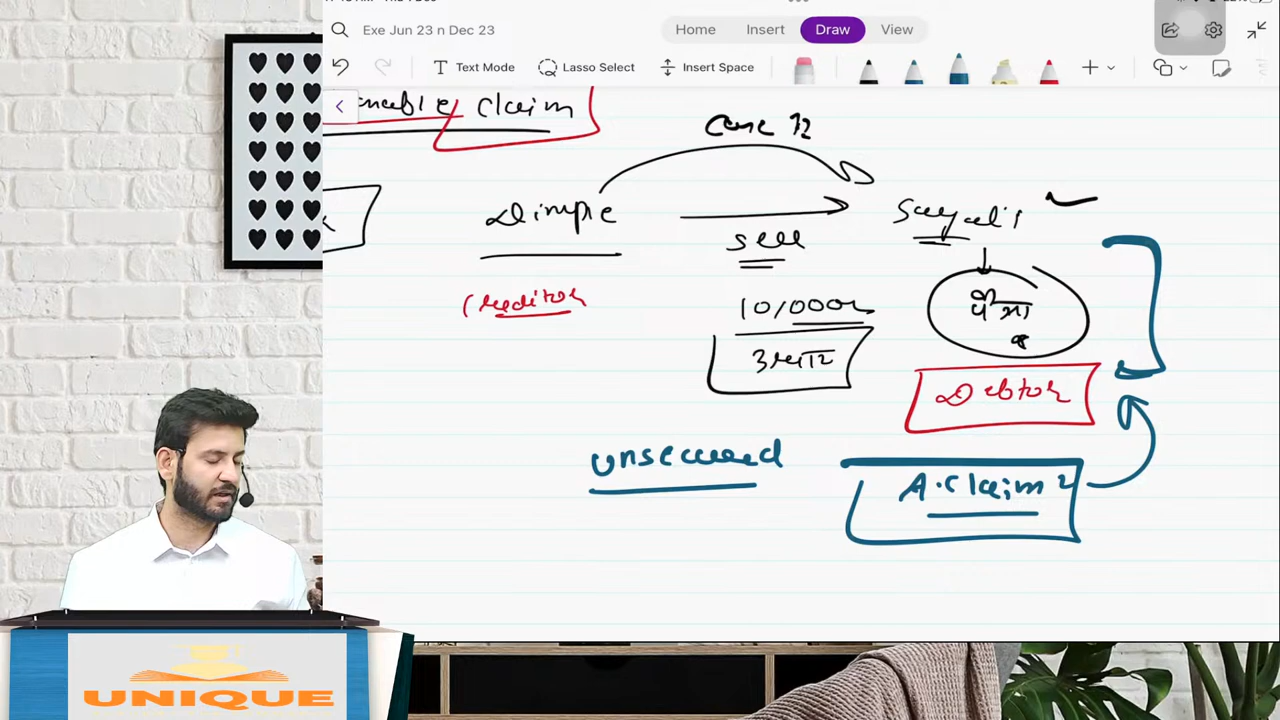 Exe Jun 23 n Dec 23
Home Insert Draw View
Text Mode Lasso Select Insert Space
Claim
Case
Dimple
Sayali
sell
Creditor
10,000
पैसा
Debtor
unsecured
A. Claim
UNIQUE